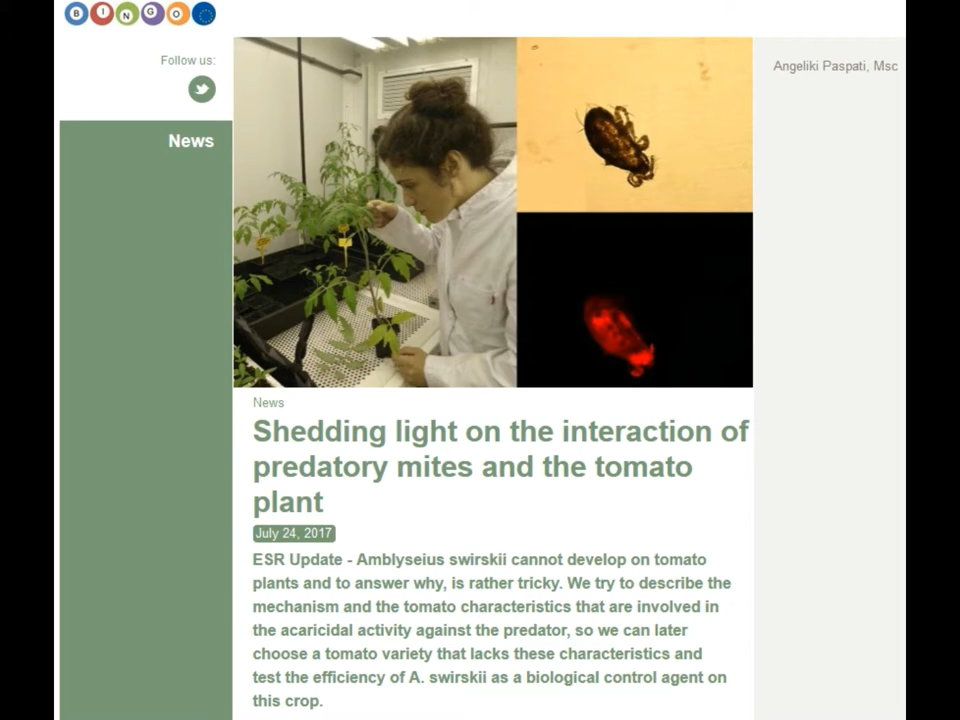 B I N G O
Follow us:
News
Angeliki Paspati, Msc
News
Shedding light on the interaction of
predatory mites and the tomato
plant
July 24, 2017
ESR Update - Amblyseius swirskii cannot develop on tomato
plants and to answer why, is rather tricky. We try to describe the
mechanism and the tomato characteristics that are involved in
the acaricidal activity against the predator, so we can later
choose a tomato variety that lacks these characteristics and
test the efficiency of A. swirskii as a biological control agent on
this crop.